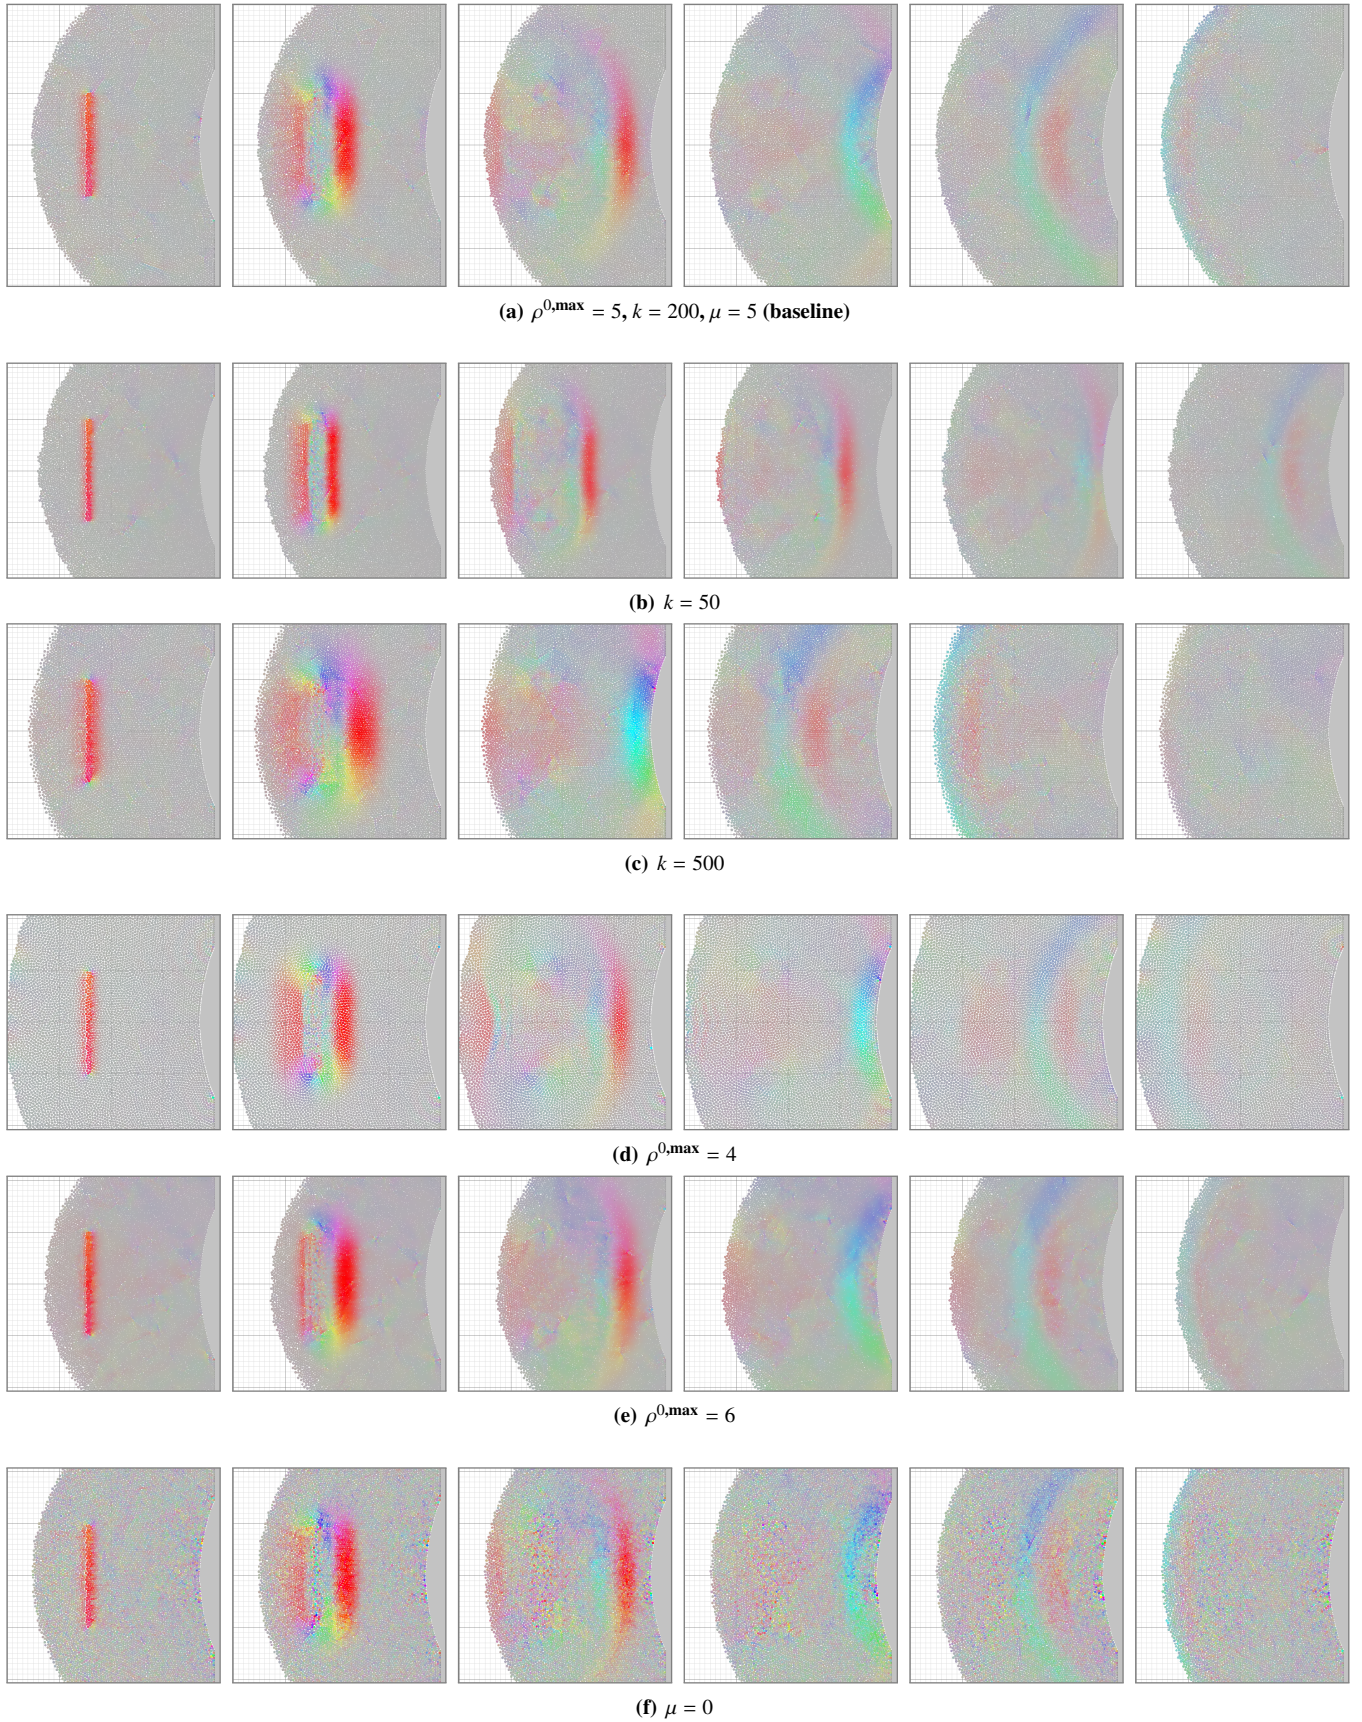 (a) ρ^{0,max} = 5, k = 200, μ = 5 (baseline)
(b) k = 50
(c) k = 500
(d) ρ^{0,max} = 4
(e) ρ^{0,max} = 6
(f) μ = 0